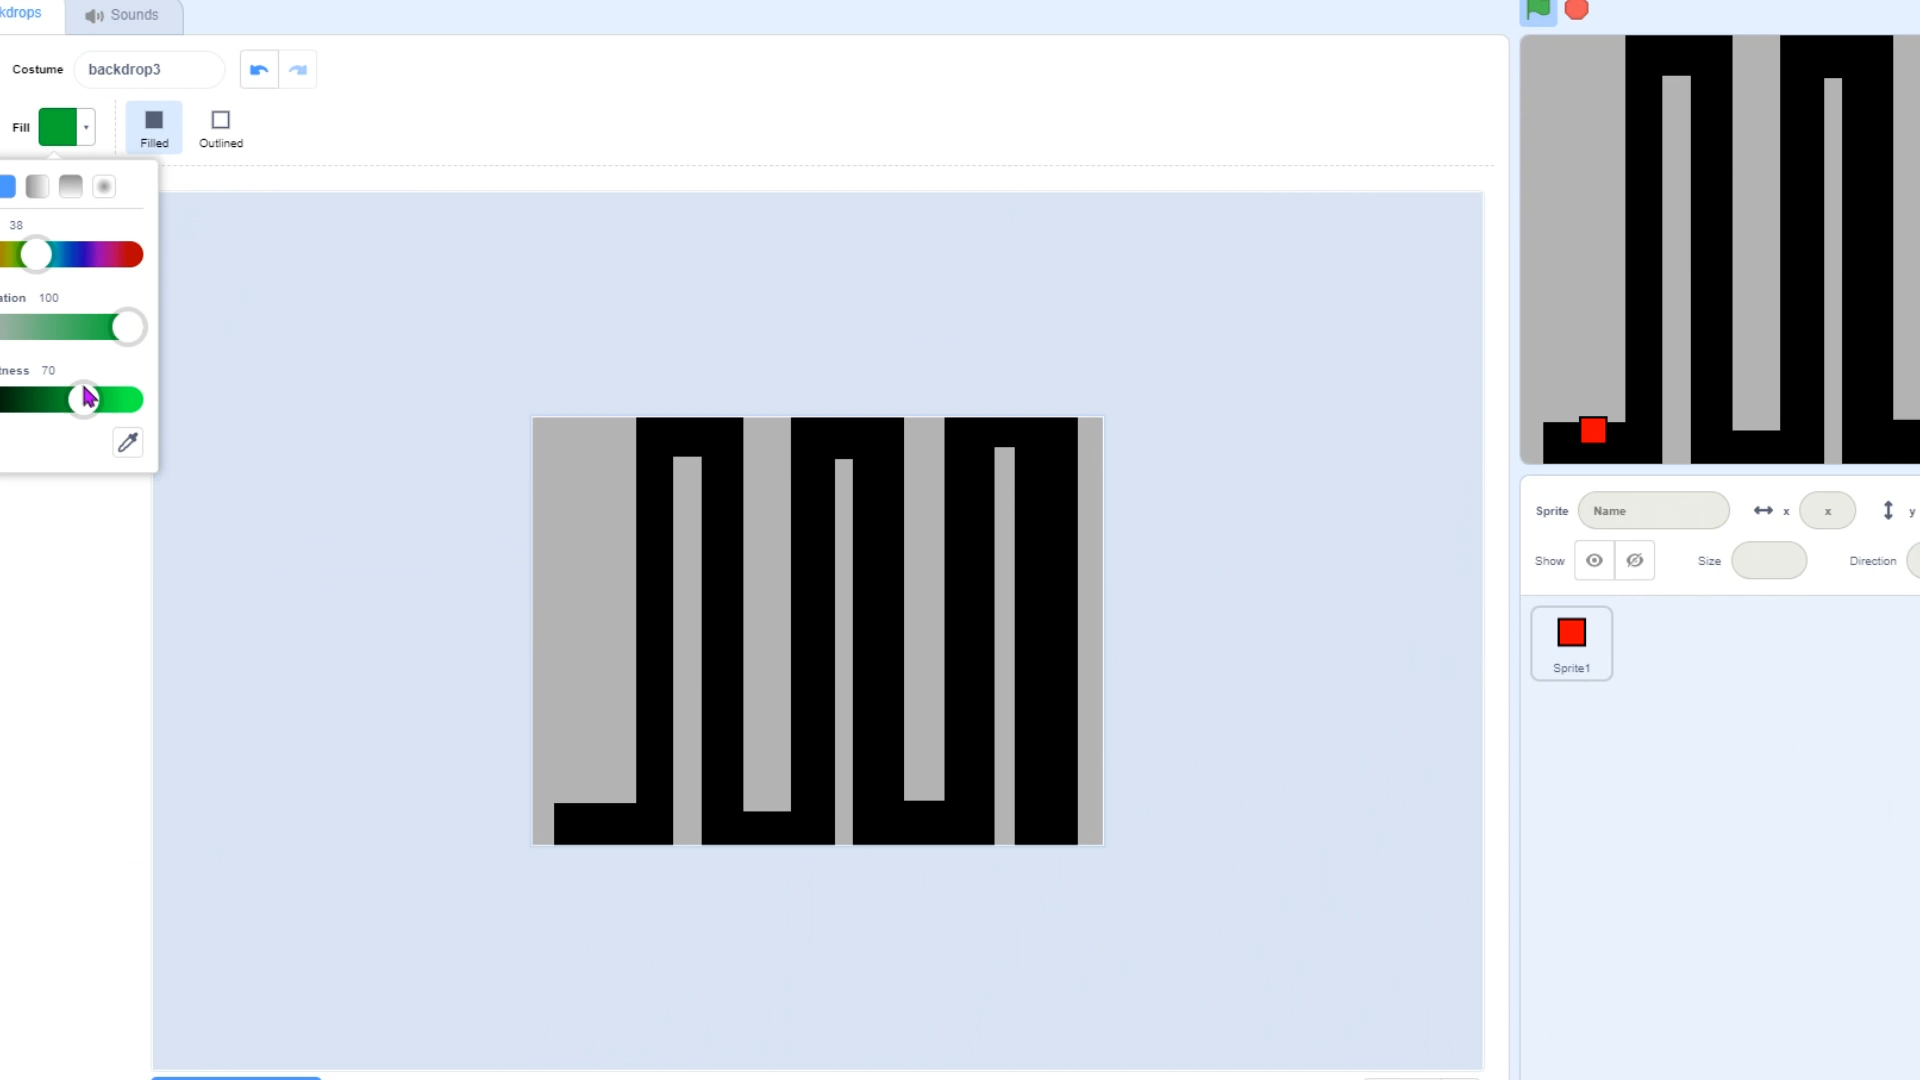 kdrops
Sounds
Costume
backdrop3
Fill
Filled
Outlined
38
ation 100
tness 70
Sprite
Name
x
x
y
Show
Size
Direction
Sprite1